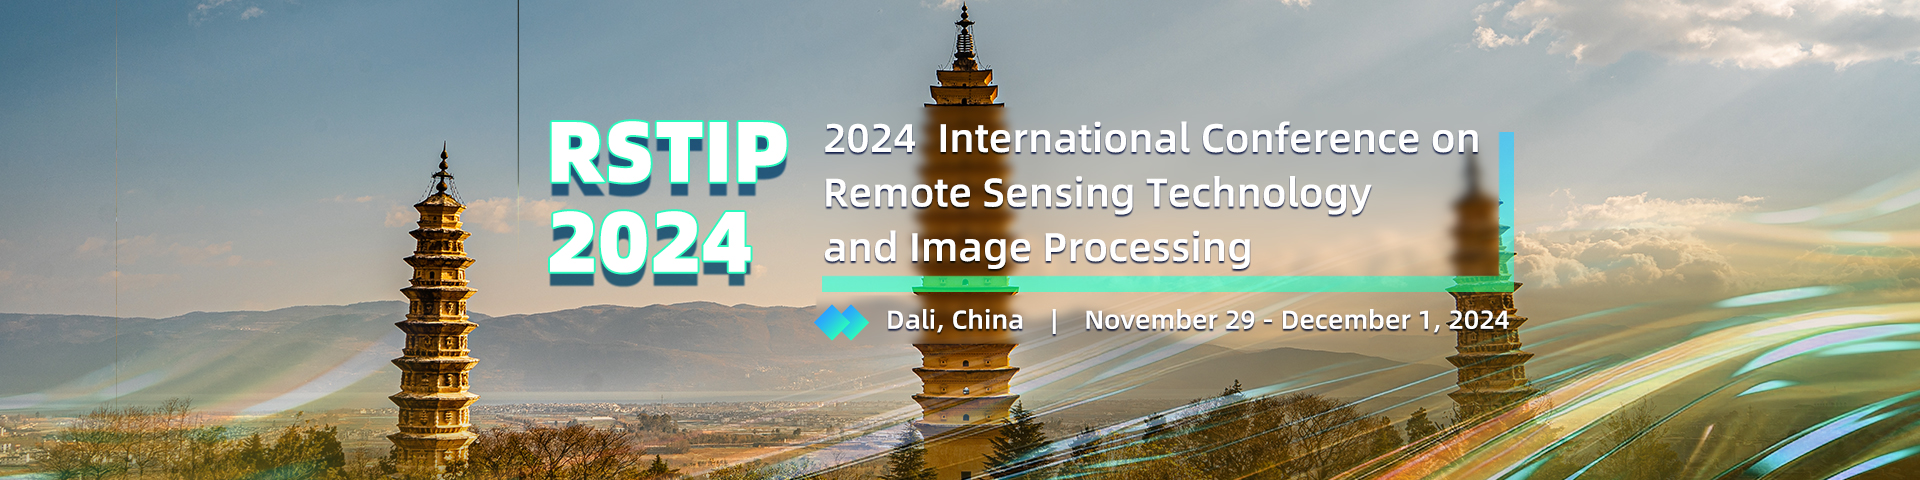 RSTIP
2024
2024 International Conference on
Remote Sensing Technology
and Image Processing
Dali, China | November 29 - December 1, 2024